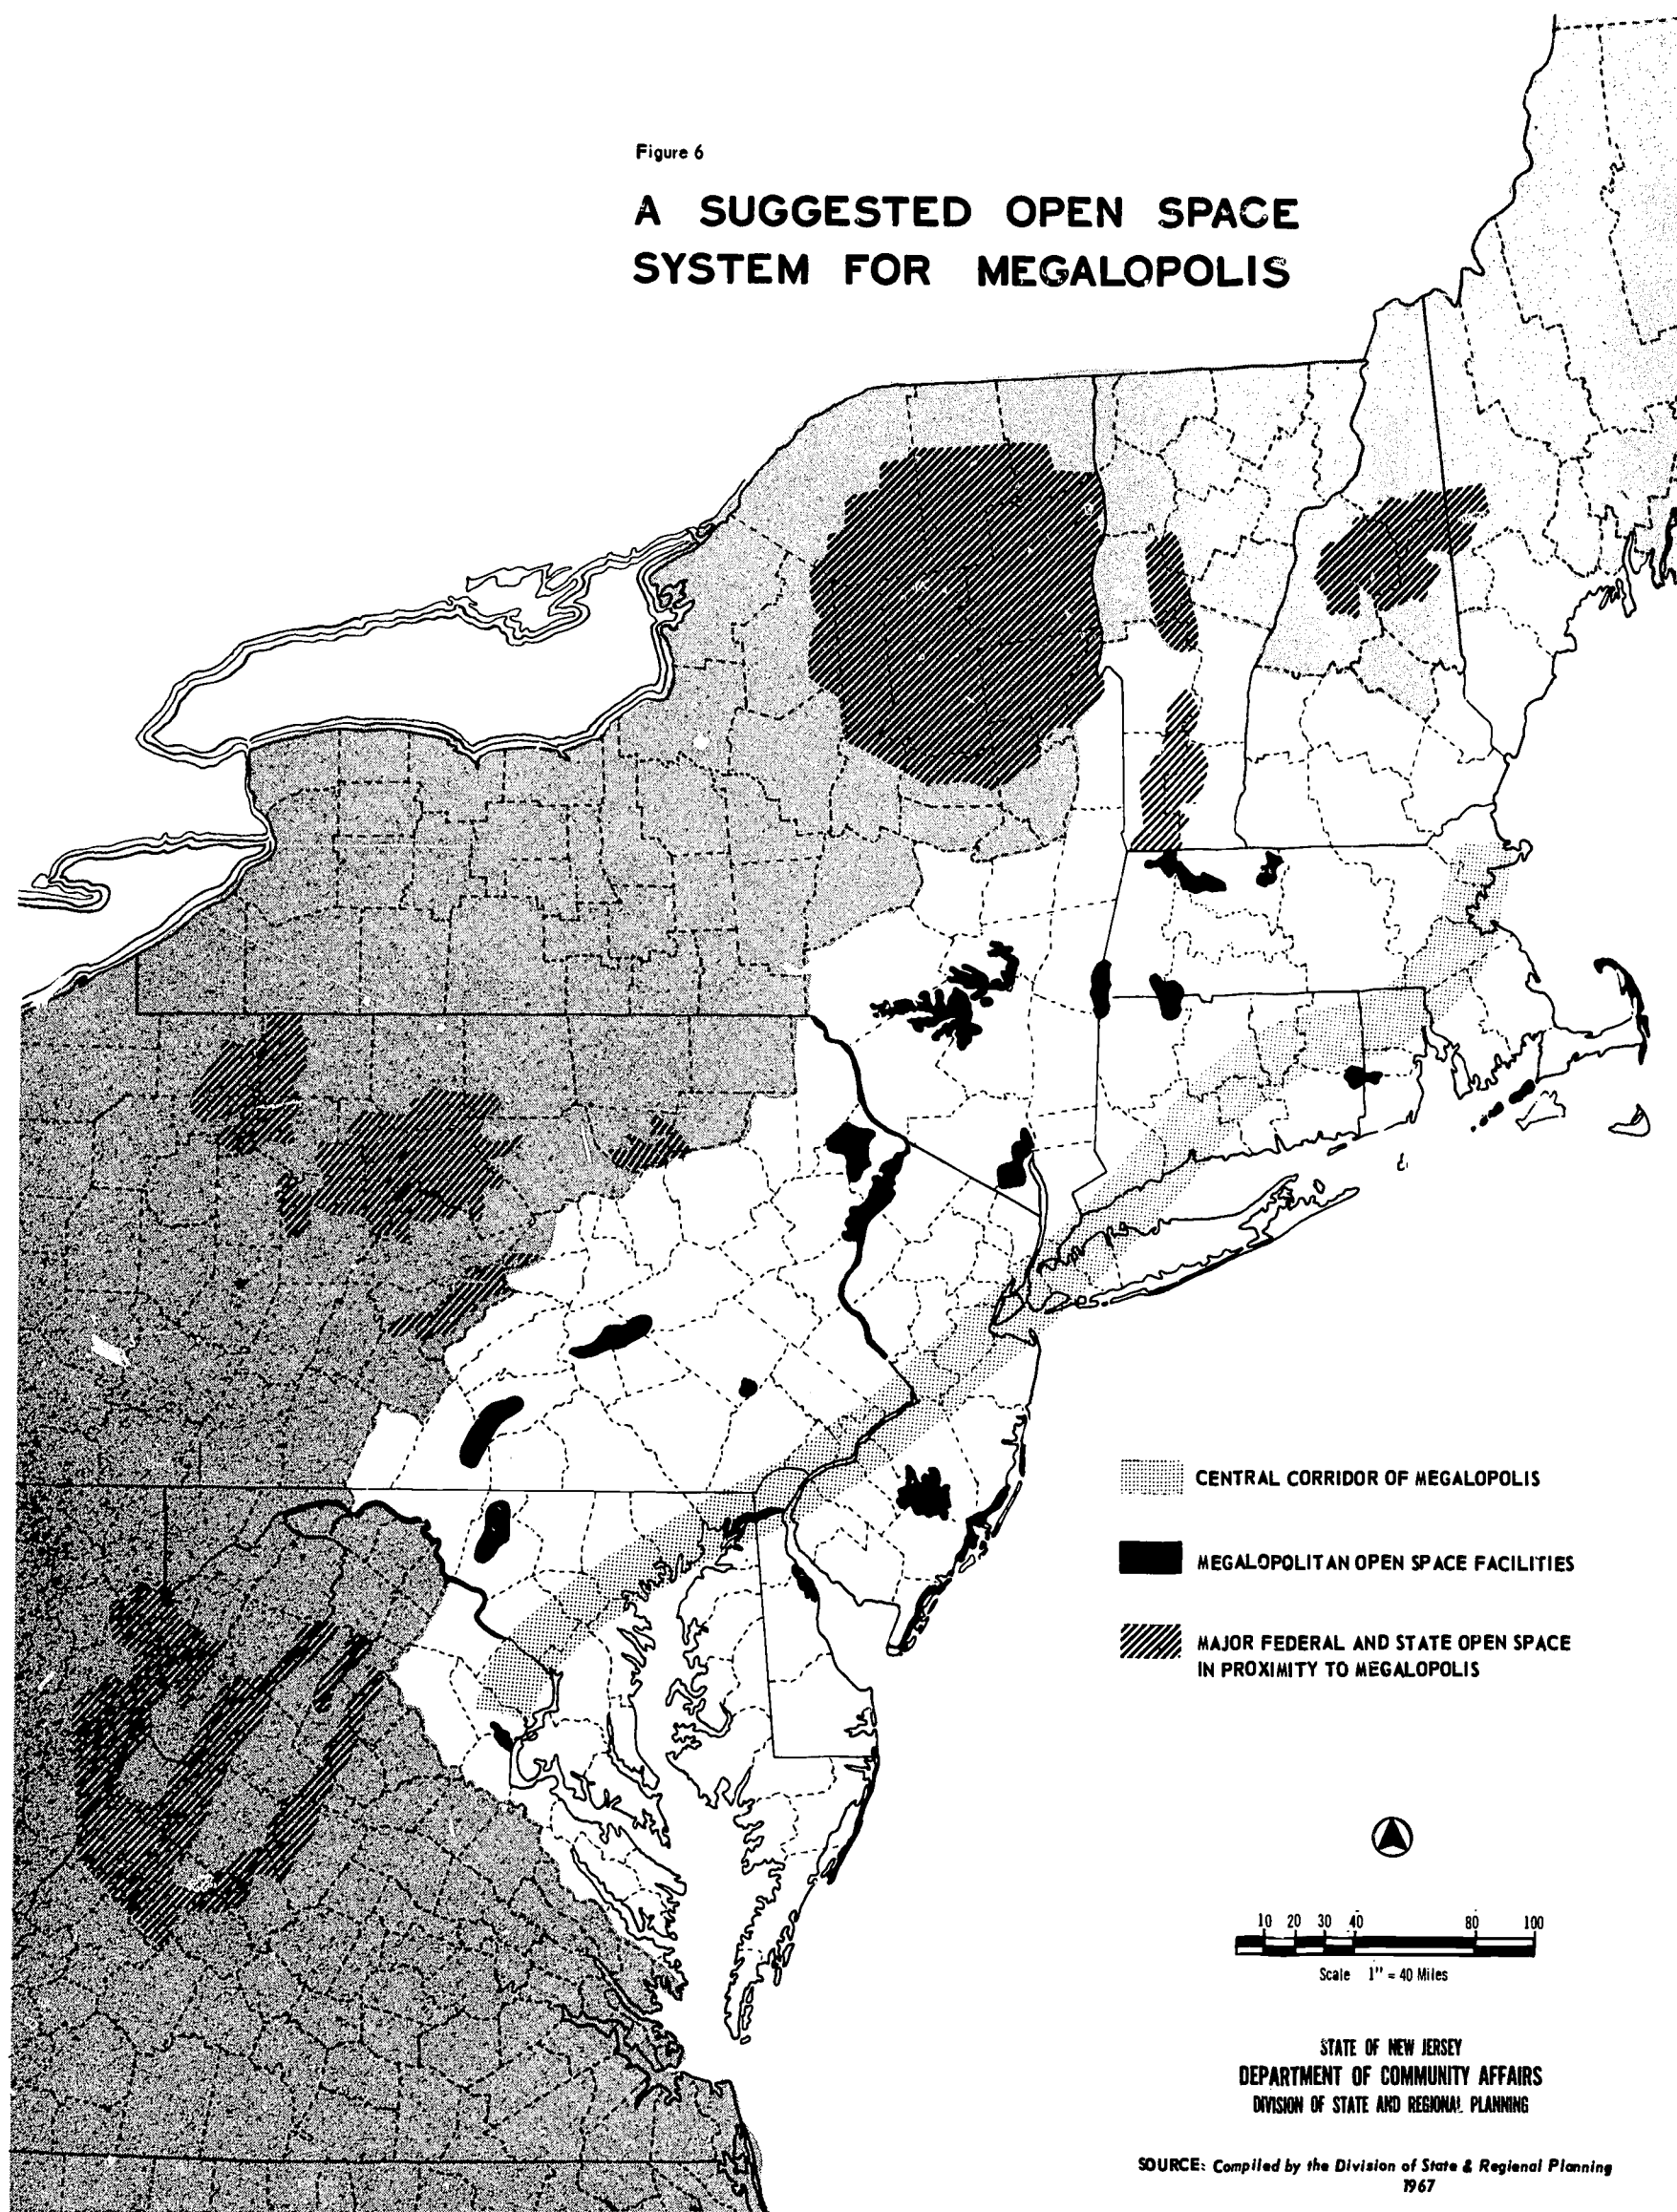 Figure 6
A SUGGESTED OPEN SPACE
SYSTEM FOR MEGALOPOLIS
CENTRAL CORRIDOR OF MEGALOPOLIS
MEGALOPOLITAN OPEN SPACE FACILITIES
MAJOR FEDERAL AND STATE OPEN SPACE
IN PROXIMITY TO MEGALOPOLIS
10 20 30 40 80 100
Scale 1" = 40 Miles
STATE OF NEW JERSEY
DEPARTMENT OF COMMUNITY AFFAIRS
DIVISION OF STATE AND REGIONAL PLANNING
SOURCE: Compiled by the Division of State & Regional Planning
1967